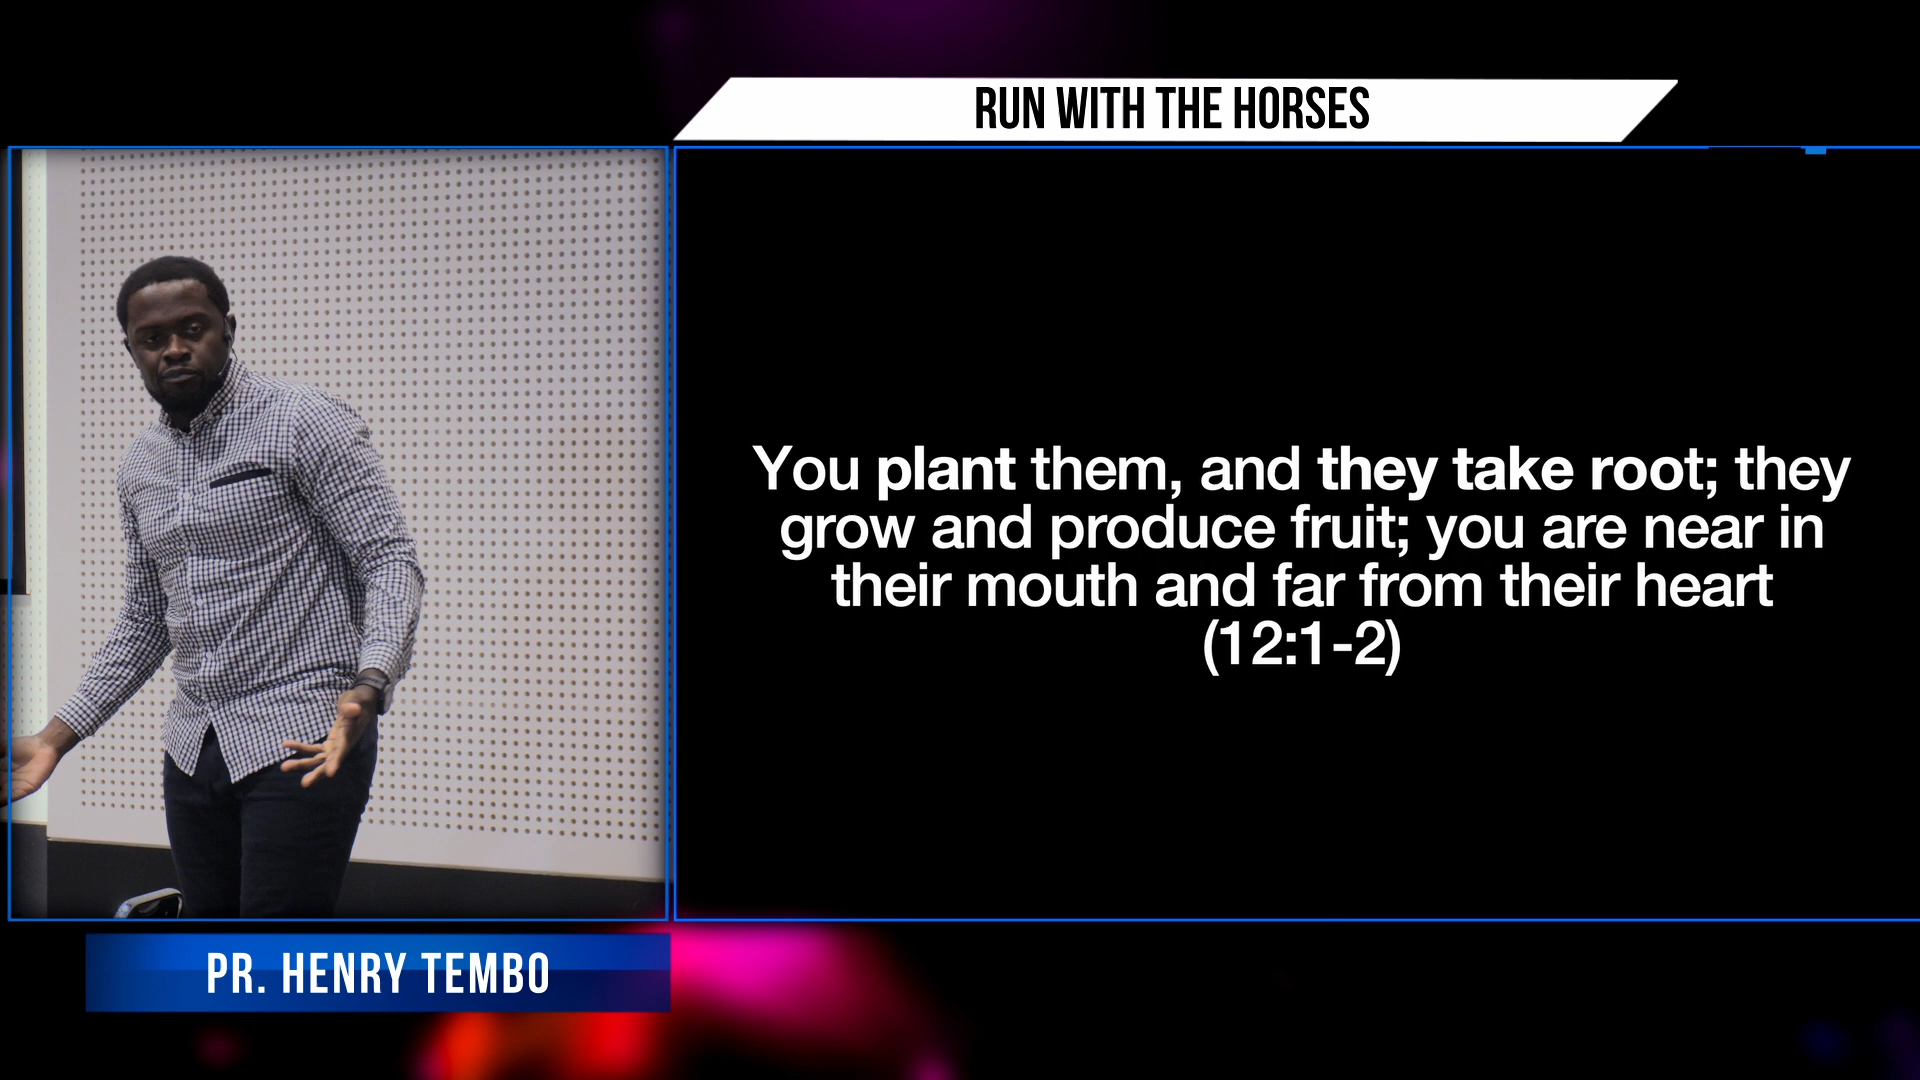 RUN WITH THE HORSES
You plant them, and they take root; they
grow and produce fruit; you are near in
their mouth and far from their heart
(12:1-2)
PR. HENRY TEMBO